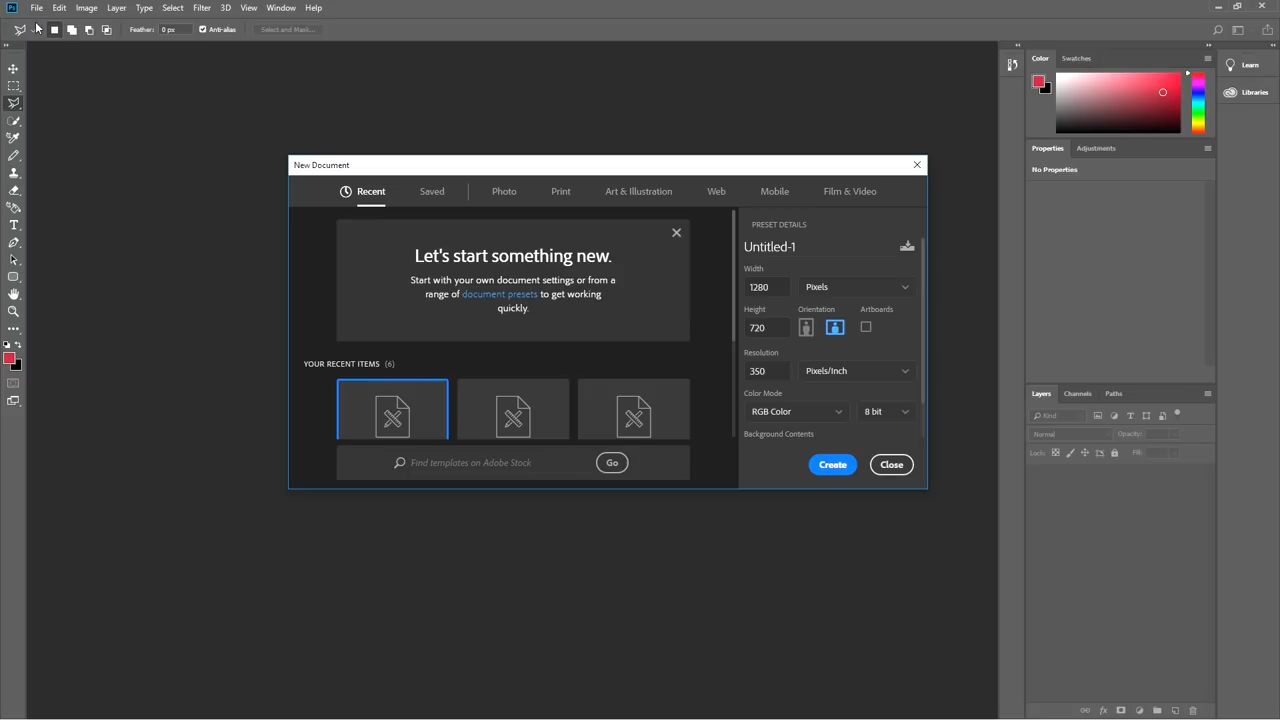 Ps File Edit Image Layer Type Select Filter 3D View Window Help
Feather: 0 px Anti-alias Select and Mask...
Color Swatches
Learn
Libraries
Properties Adjustments
No Properties
New Document
Recent Saved Photo Print Art & Illustration Web Mobile Film & Video
Let's start something new.
Start with your own document settings or from a
range of document presets to get working
quickly.
YOUR RECENT ITEMS (6)
Find templates on Adobe Stock Go
PRESET DETAILS
Untitled-1
Width
1280 Pixels
Height Orientation Artboards
720
Resolution
350 Pixels/Inch
Color Mode
RGB Color 8 bit
Background Contents
Create Close
Layers Channels Paths
Kind
Normal Opacity:
Lock: Fill: